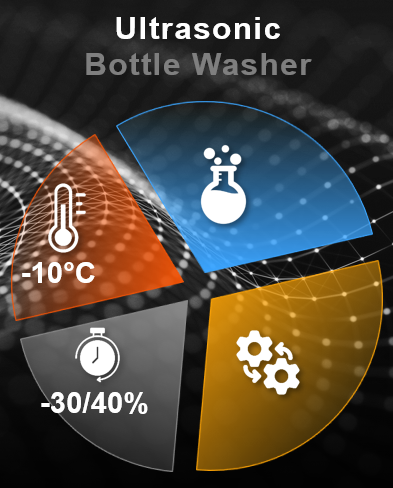 Ultrasonic
Bottle Washer
-10°C
-30/40%